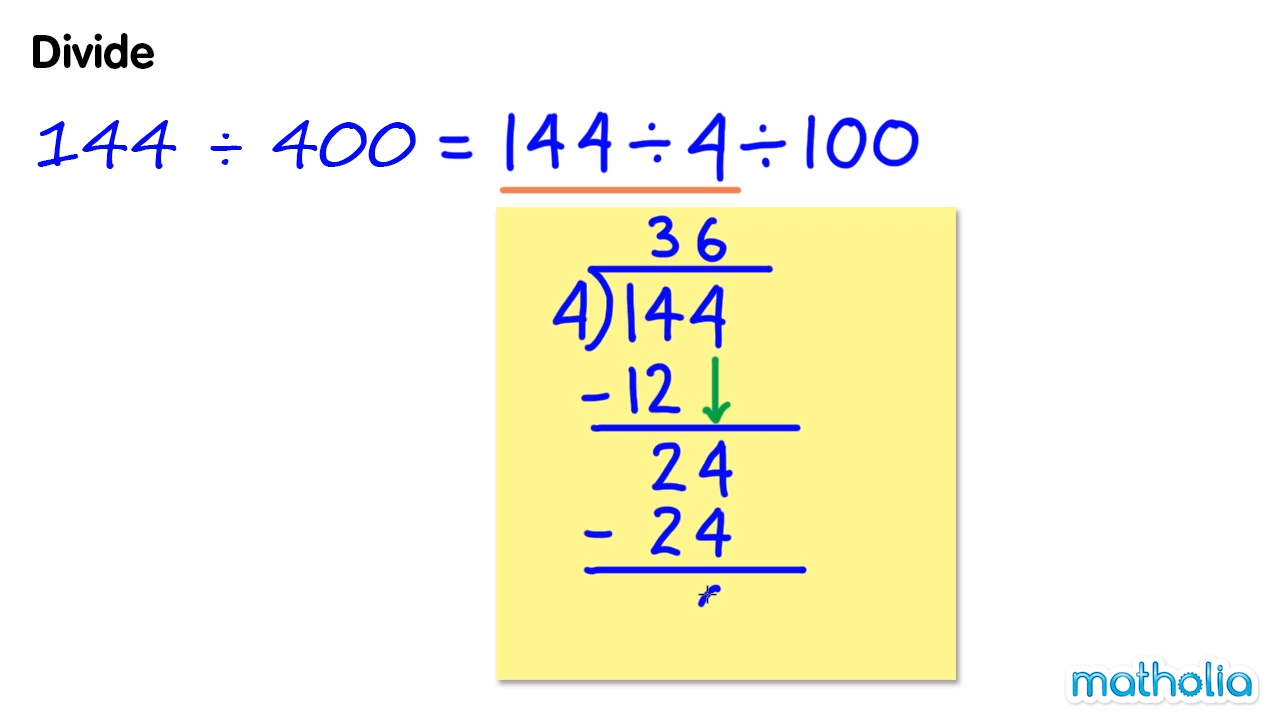 Divide
144 ÷ 400 = 144 ÷ 4 ÷ 100
36
4)144
-12
24
- 24
matholia